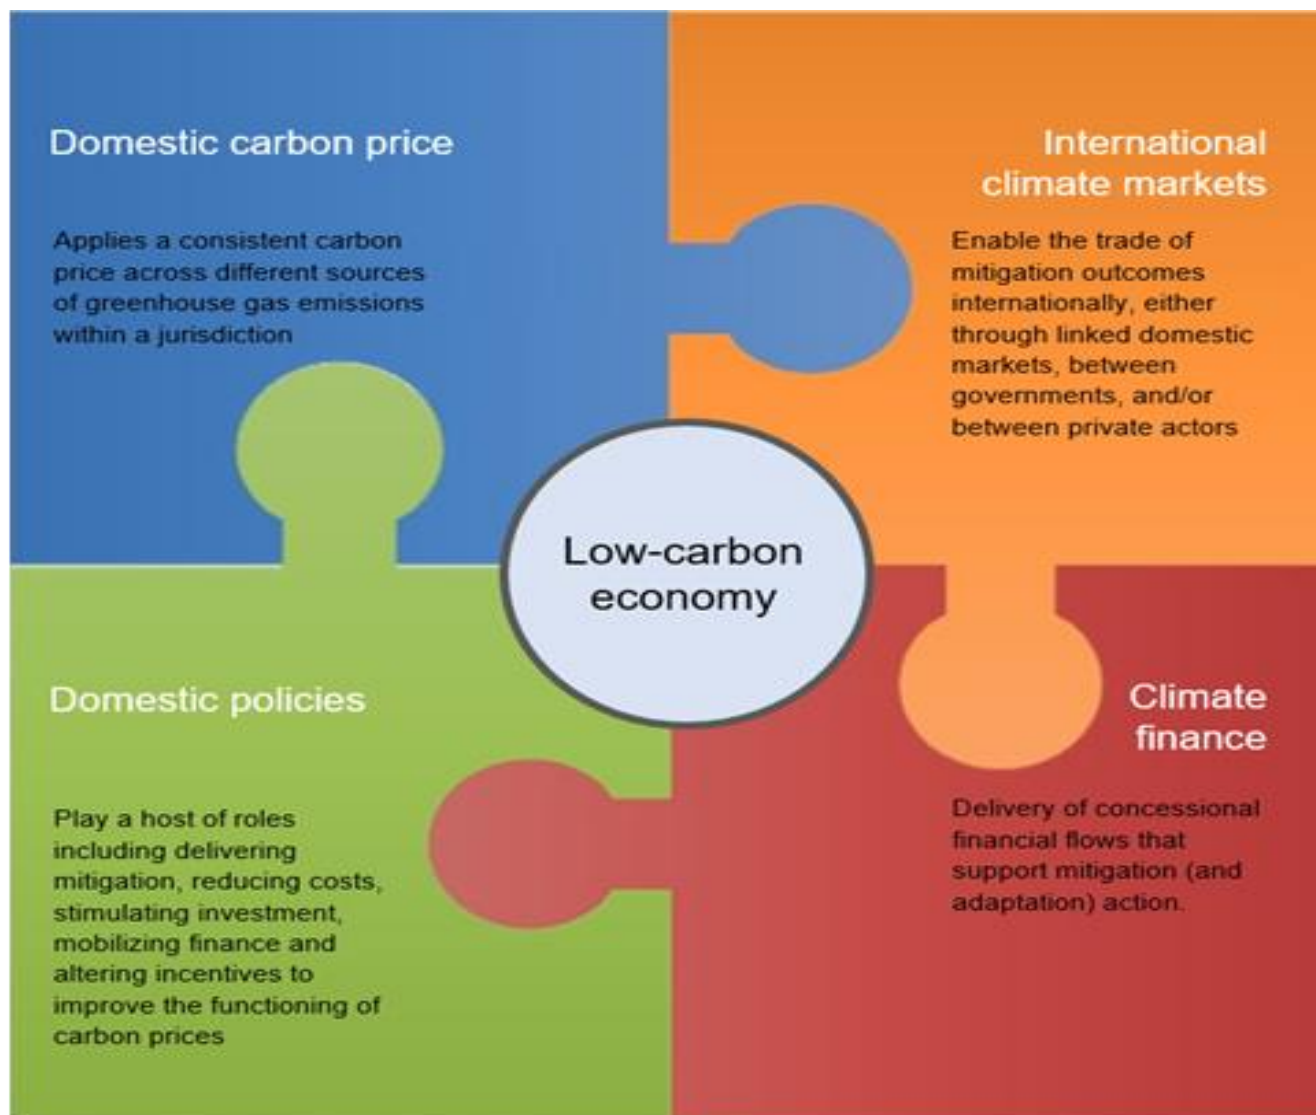 Domestic carbon price
Applies a consistent carbon
price across different sources
of greenhouse gas emissions
within a jurisdiction
International
climate markets
Enable the trade of
mitigation outcomes
internationally, either
through linked domestic
markets, between
governments, and/or
between private actors
Low-carbon
economy
Domestic policies
Play a host of roles
including delivering
mitigation, reducing costs,
stimulating investment,
mobilizing finance and
altering incentives to
improve the functioning of
carbon prices
Climate
finance
Delivery of concessional
financial flows that
support mitigation (and
adaptation) action.